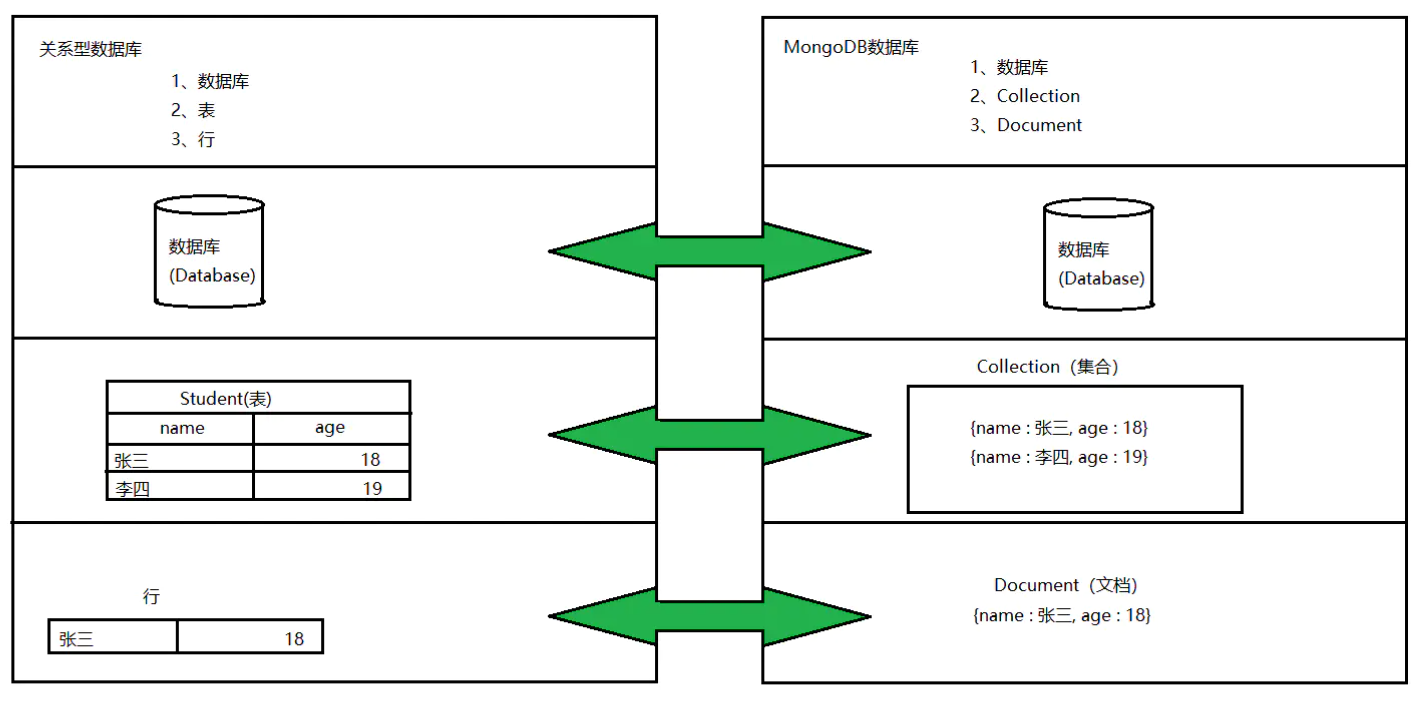 关系型数据库
1、数据库
2、表
3、行
数据库
(Database)
Student(表)
name age
张三 18
李四 19
行
张三 18
MongoDB数据库
1、数据库
2、Collection
3、Document
数据库
(Database)
Collection（集合）
{name : 张三, age : 18}
{name : 李四, age : 19}
Document（文档）
{name : 张三, age : 18}